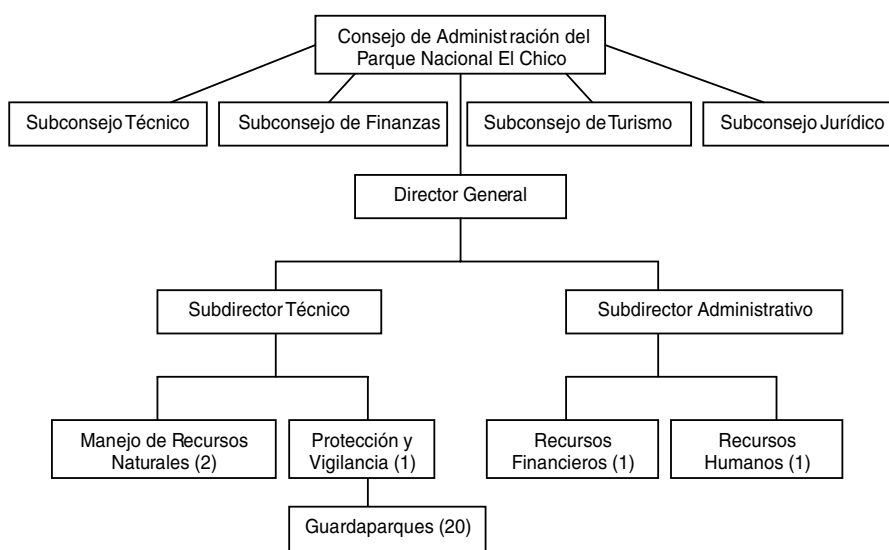 Consejo de Administración del
Parque Nacional El Chico
Subconsejo Técnico
Subconsejo de Finanzas
Subconsejo de Turismo
Subconsejo Jurídico
Director General
Subdirector Técnico
Subdirector Administrativo
Manejo de Recursos
Naturales (2)
Protección y
Vigilancia (1)
Recursos
Financieros (1)
Recursos
Humanos (1)
Guardaparques (20)